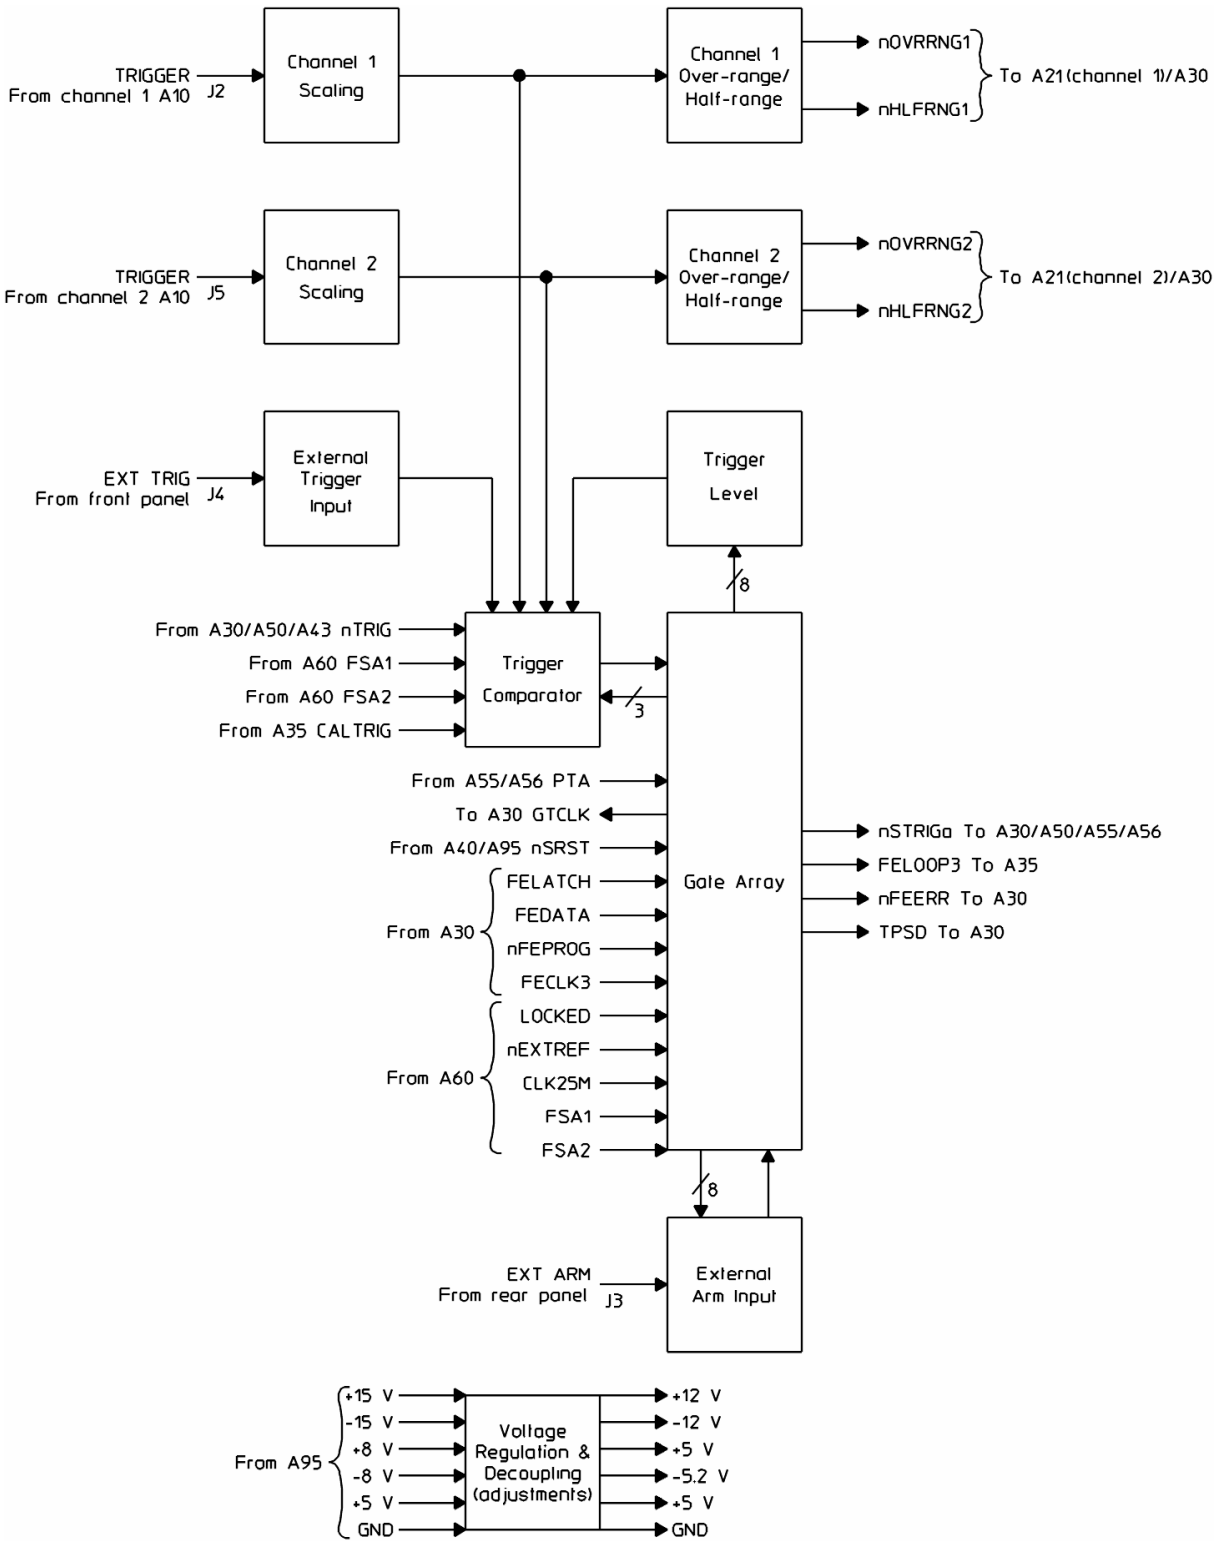 TRIGGER
From channel 1 A10
J2
Channel 1
Scaling
Channel 1
Over-range/
Half-range
nOVRRNG1
nHLFRNG1
To A21(channel 1)/A30
TRIGGER
From channel 2 A10
J5
Channel 2
Scaling
Channel 2
Over-range/
Half-range
nOVRRNG2
nHLFRNG2
To A21(channel 2)/A30
EXT TRIG
From front panel
J4
External
Trigger
Input
Trigger
Level
8
From A30/A50/A43 nTRIG
From A60 FSA1
From A60 FSA2
From A35 CALTRIG
Trigger
Comparator
3
From A55/A56 PTA
To A30 GTCLK
From A40/A95 nSRST
From A30
FELATCH
FEDATA
nFEPROG
FECLK3
From A60
LOCKED
nEXTREF
CLK25M
FSA1
FSA2
Gate Array
nSTRIGa To A30/A50/A55/A56
FELOOP3 To A35
nFEERR To A30
TPSD To A30
8
EXT ARM
From rear panel
J3
External
Arm Input
From A95
+15 V
-15 V
+8 V
-8 V
+5 V
GND
Voltage
Regulation &
Decoupling
(adjustments)
+12 V
-12 V
+5 V
-5.2 V
+5 V
GND